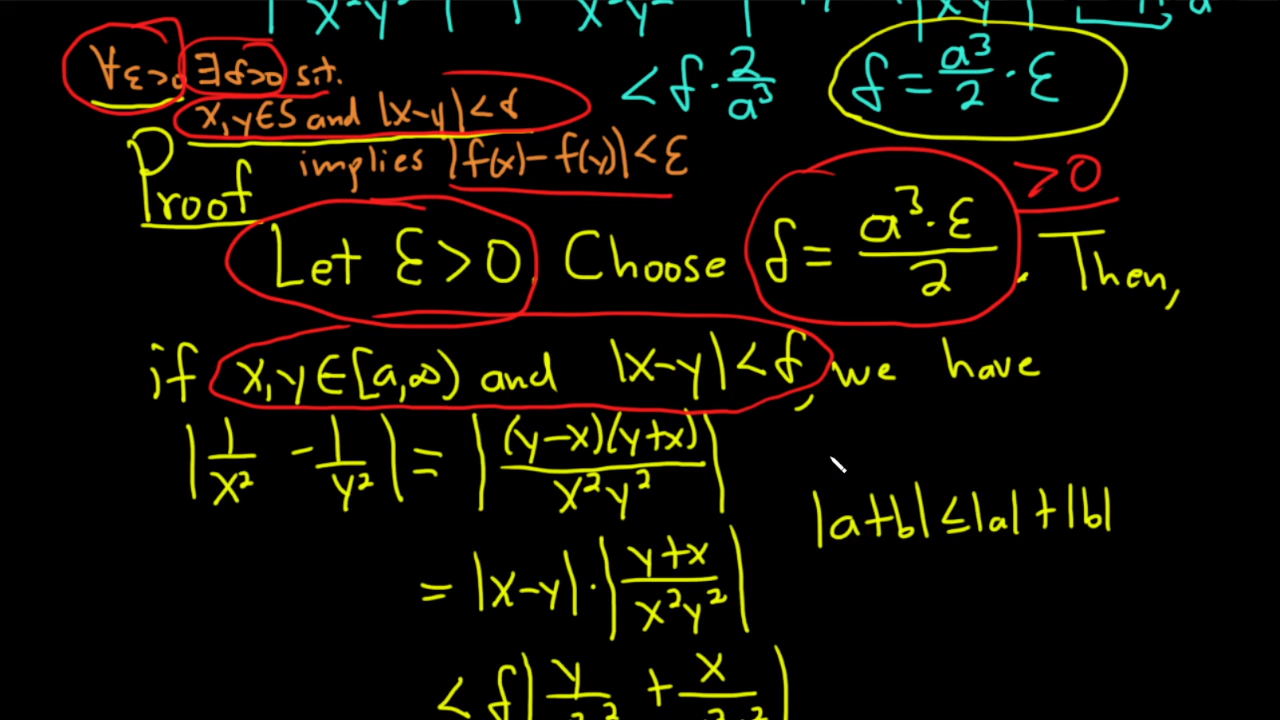 ∀ε>0 ∃δ>0 s.t.
x,y∈S and |x-y|<δ
implies |f(x)-f(y)|<ε
<δ·2/a³
δ=a³/2·ε
Proof
Let ε>0. Choose δ=a³·ε/2. Then,
>0
if x,y∈[a,∞) and |x-y|<δ, we have
|1/x² - 1/y²| = |(y-x)(y+x)/x²y²|
|a+b|≤|a|+|b|
= |x-y|·|y+x/x²y²|